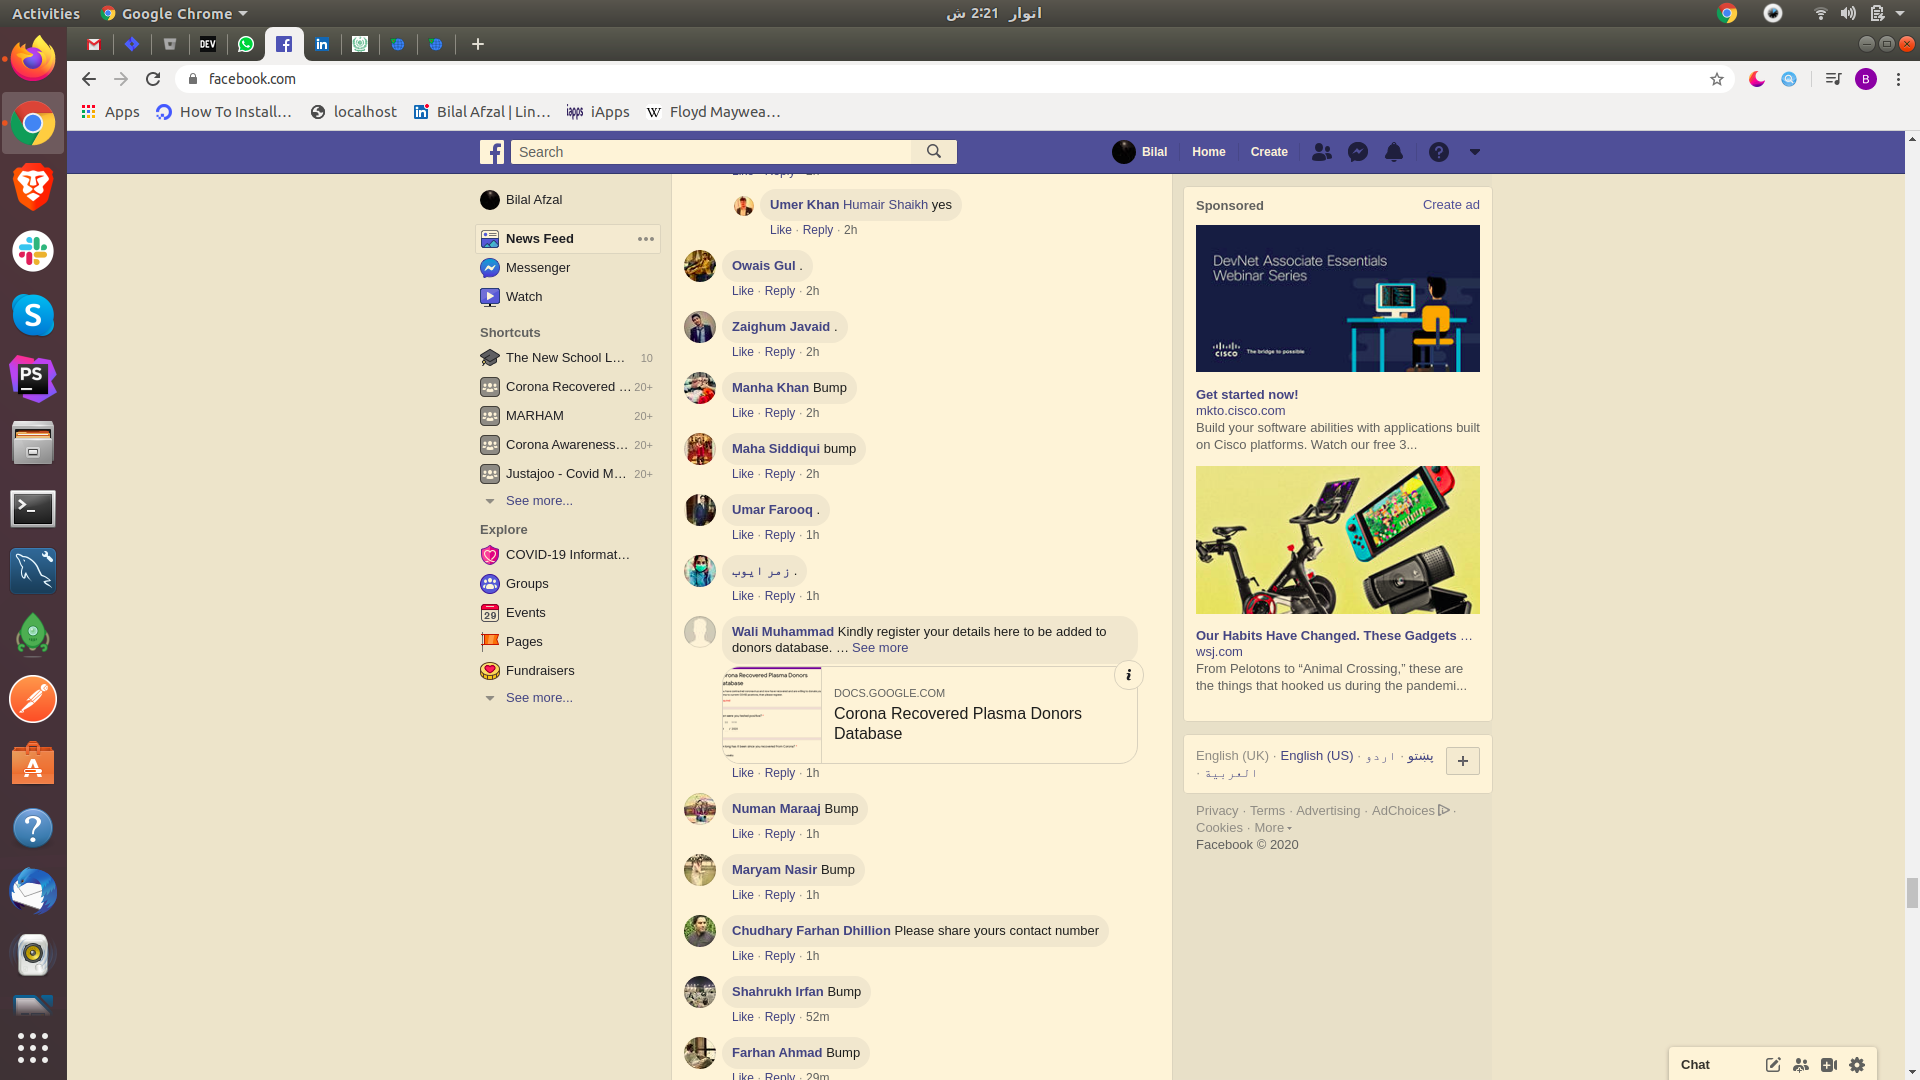 Activities
Google Chrome
اتوار 2:21 ش
DEV
facebook.com
B
Apps
How To Install…
localhost
Bilal Afzal | Lin…
iApps
Floyd Maywea…
Search
Bilal
Home
Create
Bilal Afzal
News Feed
Messenger
Watch
Shortcuts
The New School L… 10
Corona Recovered … 20+
MARHAM 20+
Corona Awareness… 20+
Justajoo - Covid M… 20+
See more...
Explore
COVID-19 Informat…
Groups
Events
Pages
Fundraisers
See more...
Umer Khan Humair Shaikh yes
Like · Reply · 2h
Owais Gul .
Like · Reply · 2h
Zaighum Javaid .
Like · Reply · 2h
Manha Khan Bump
Like · Reply · 2h
Maha Siddiqui bump
Like · Reply · 2h
Umar Farooq .
Like · Reply · 1h
زمر ایوب .
Like · Reply · 1h
Wali Muhammad Kindly register your details here to be added to
donors database. … See more
DOCS.GOOGLE.COM
Corona Recovered Plasma Donors
Database
Like · Reply · 1h
Numan Maraaj Bump
Like · Reply · 1h
Maryam Nasir Bump
Like · Reply · 1h
Chudhary Farhan Dhillion Please share yours contact number
Like · Reply · 1h
Shahrukh Irfan Bump
Like · Reply · 52m
Farhan Ahmad Bump
Like · Reply · 29m
Sponsored
Create ad
DevNet Associate Essentials
Webinar Series
CISCO The bridge to possible
Get started now!
mkto.cisco.com
Build your software abilities with applications built
on Cisco platforms. Watch our free 3...
Our Habits Have Changed. These Gadgets …
wsj.com
From Pelotons to “Animal Crossing,” these are
the things that hooked us during the pandemi...
English (UK) · English (US) · اردو · پښتو
· العربية
Privacy · Terms · Advertising · AdChoices ·
Cookies · More
Facebook © 2020
Chat